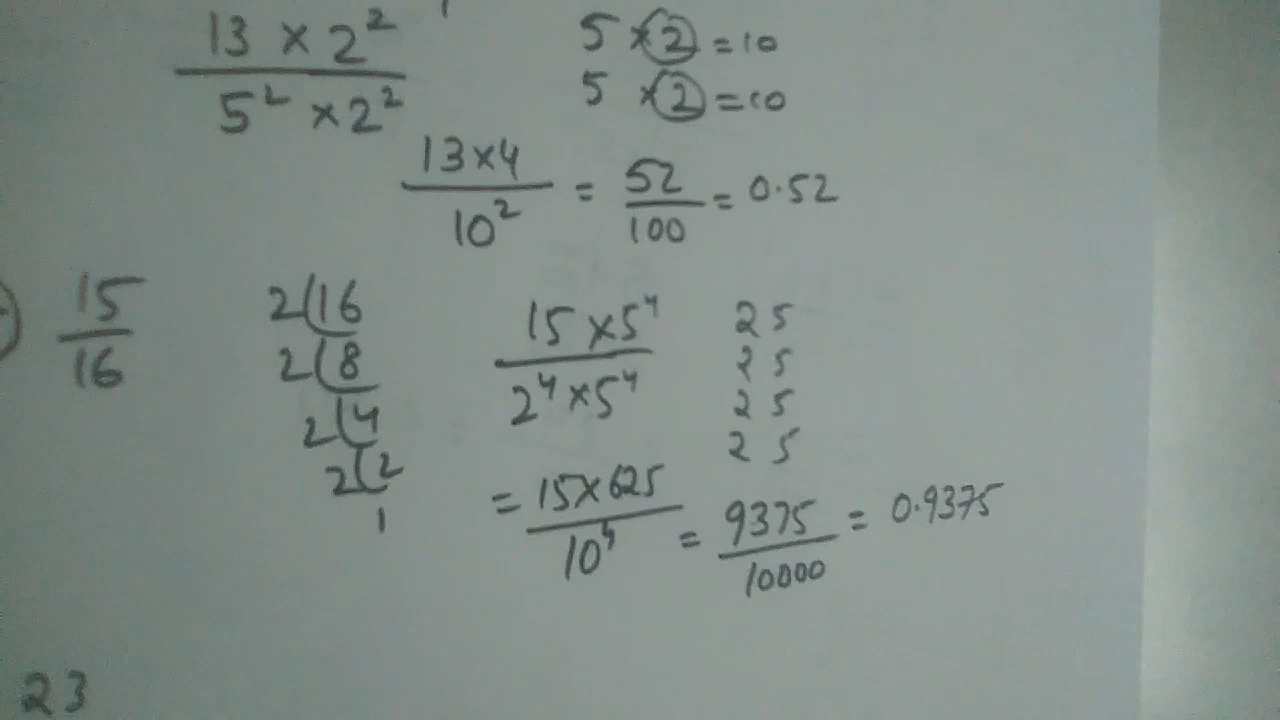 13 × 2² / 5² × 2²
5 × 2 = 10
5 × 2 = 10
13×4 / 10² = 52 / 100 = 0.52
15 / 16
2 16
2 8
2 4
2 2
1
15 × 5⁴ / 2⁴ × 5⁴
2 5
2 5
2 5
2 5
= 15×625 / 10⁴ = 9375 / 10000 = 0.9375
23